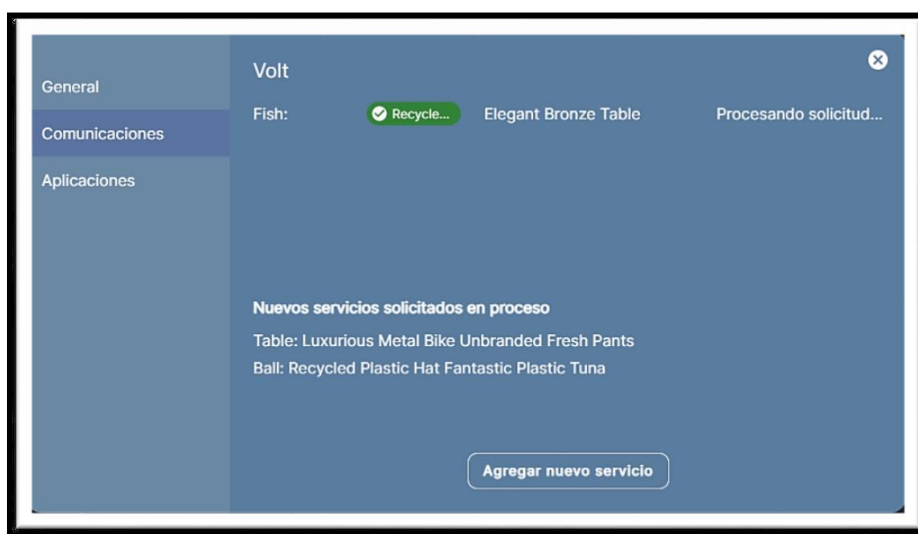 General
Comunicaciones
Aplicaciones
Volt
Fish: Recycle... Elegant Bronze Table Procesando solicitud...
Nuevos servicios solicitados en proceso
Table: Luxurious Metal Bike Unbranded Fresh Pants
Ball: Recycled Plastic Hat Fantastic Plastic Tuna
Agregar nuevo servicio